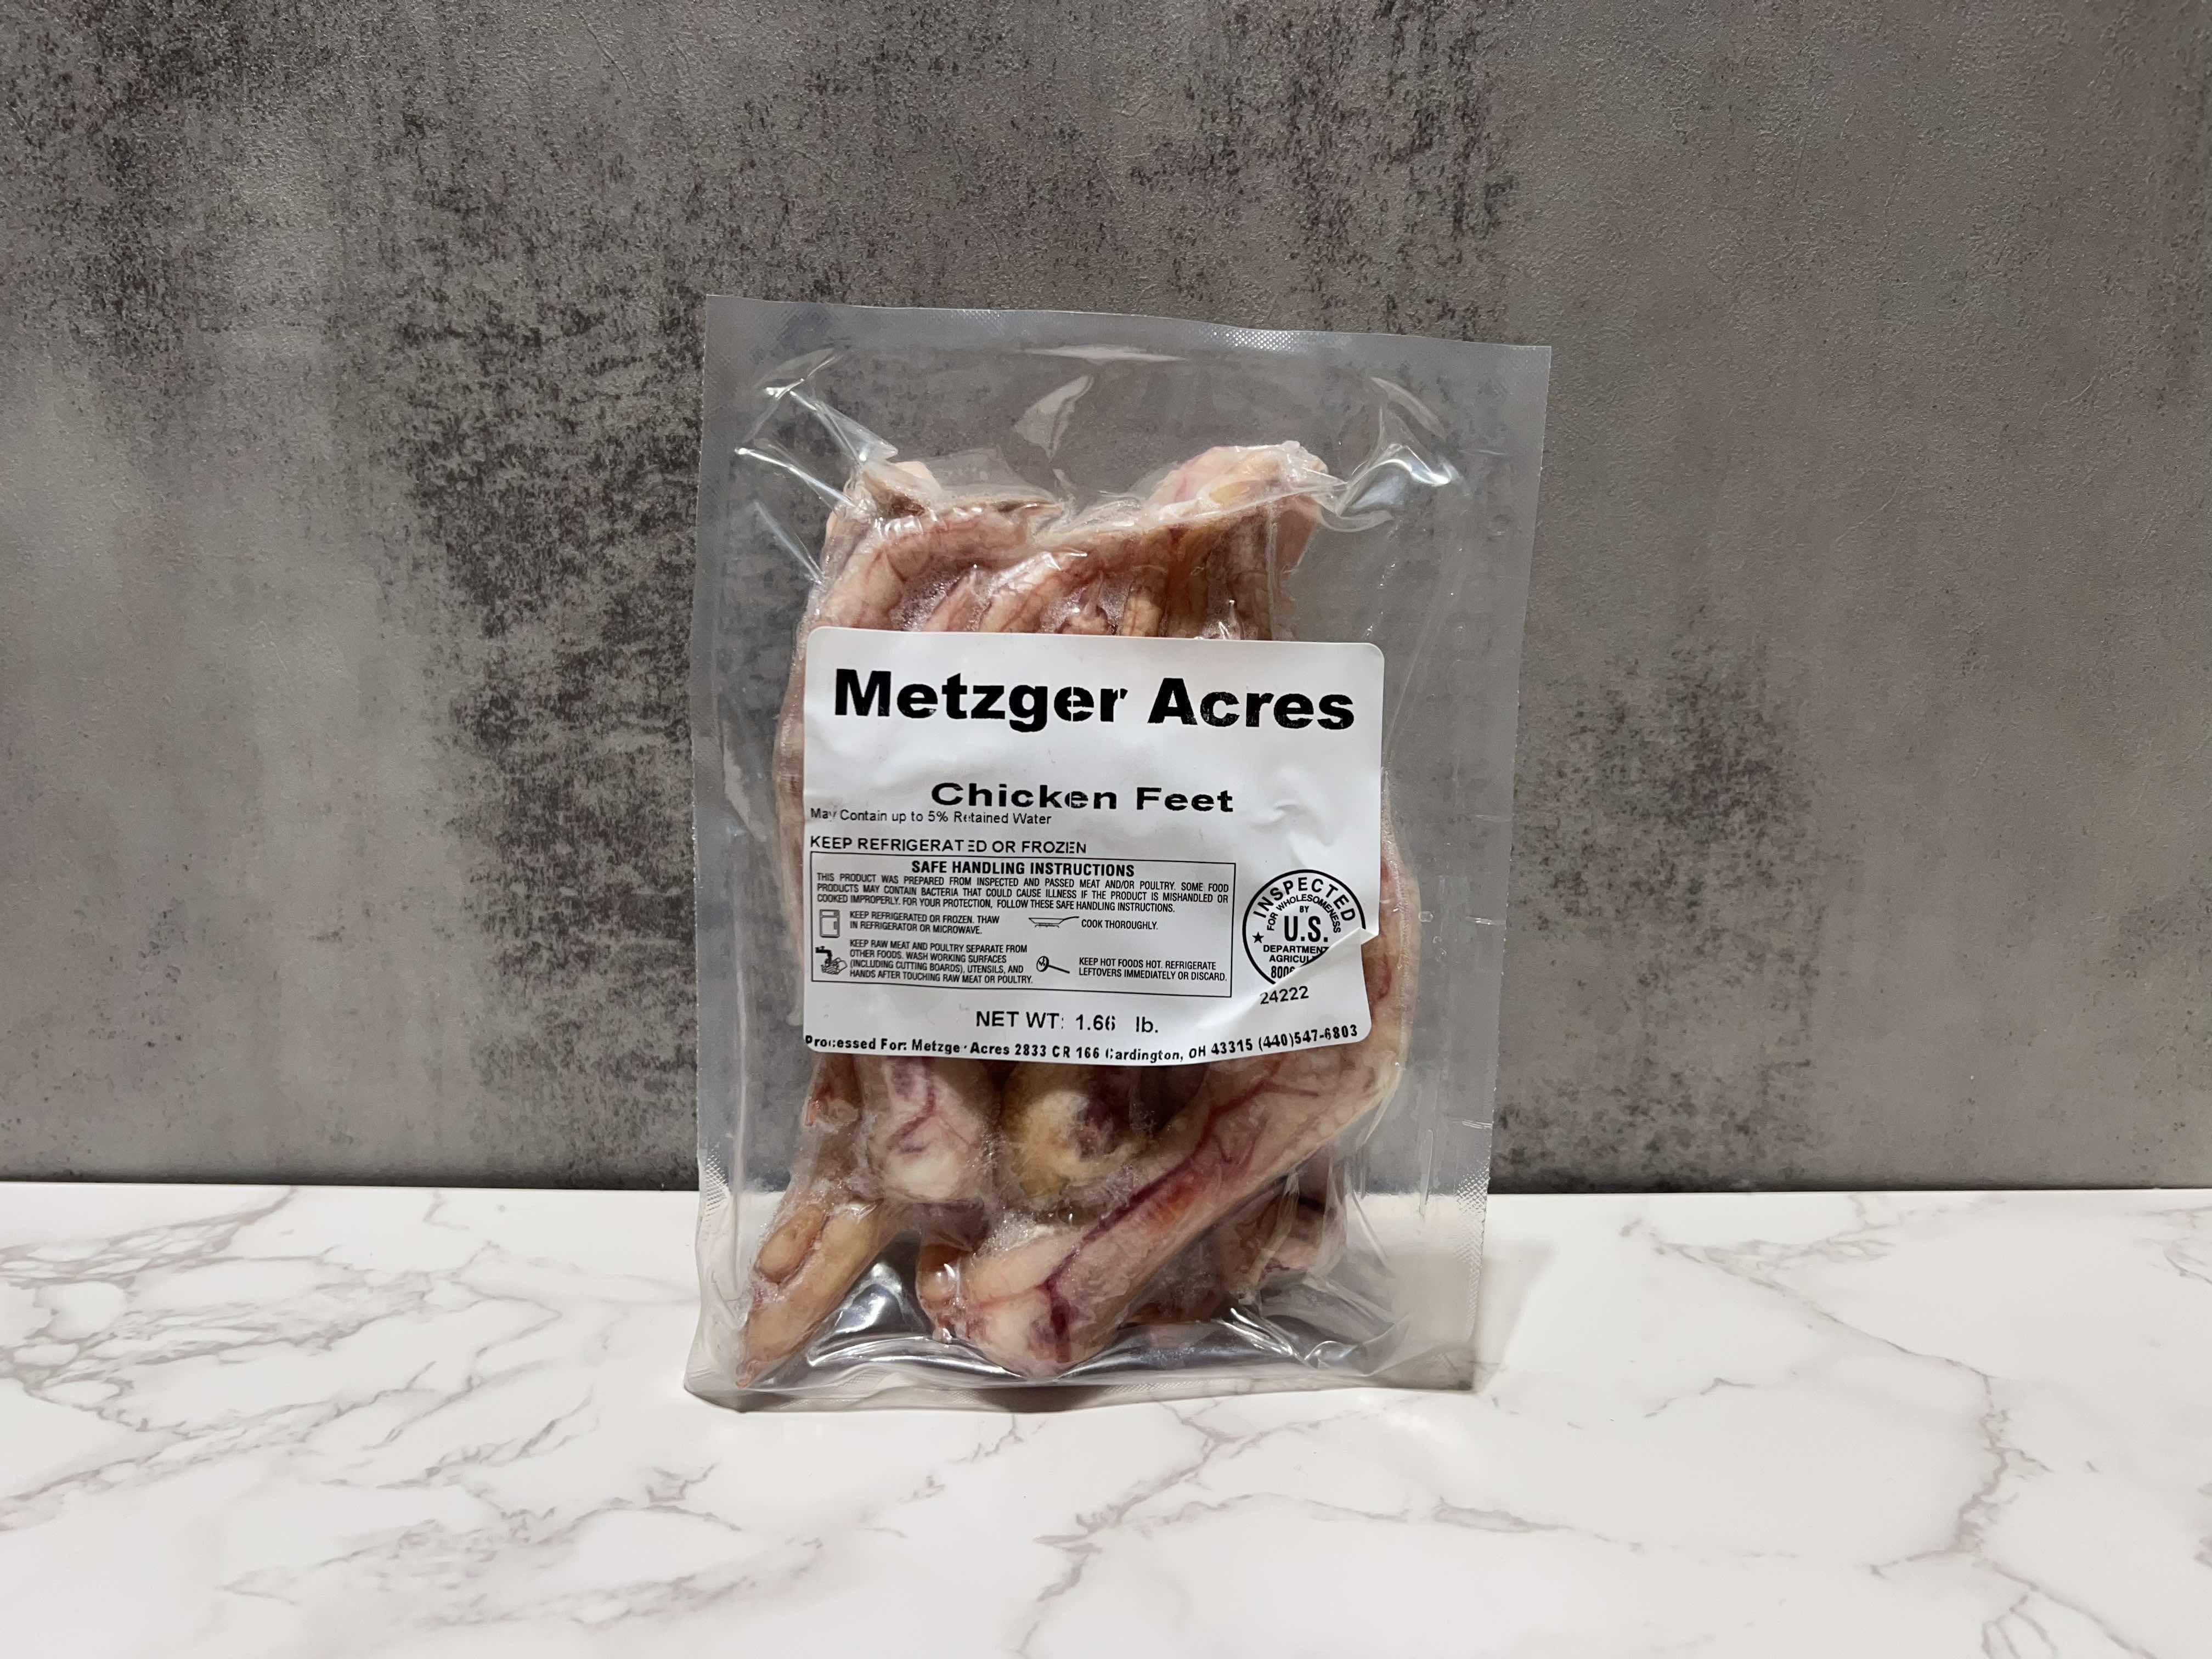 Metzger Acres
Chicken Feet
May Contain up to 5% Retained Water
KEEP REFRIGERATED OR FROZEN
SAFE HANDLING INSTRUCTIONS
THIS PRODUCT WAS PREPARED FROM INSPECTED AND PASSED MEAT AND/OR POULTRY. SOME FOOD
PRODUCTS MAY CONTAIN BACTERIA THAT COULD CAUSE ILLNESS IF THE PRODUCT IS MISHANDLED OR
COOKED IMPROPERLY. FOR YOUR PROTECTION, FOLLOW THESE SAFE HANDLING INSTRUCTIONS.
KEEP REFRIGERATED OR FROZEN. THAW
IN REFRIGERATOR OR MICROWAVE.
COOK THOROUGHLY.
KEEP RAW MEAT AND POULTRY SEPARATE FROM
OTHER FOODS. WASH WORKING SURFACES
(INCLUDING CUTTING BOARDS), UTENSILS, AND
HANDS AFTER TOUCHING RAW MEAT OR POULTRY.
KEEP HOT FOODS HOT. REFRIGERATE
LEFTOVERS IMMEDIATELY OR DISCARD.
INSPECTED
FOR WHOLESOMENESS
BY
U.S.
DEPARTMENT
24222
NET WT: 1.66 lb.
Processed For: Metzger Acres 2833 CR 166 Cardington, OH 43315 (440)547-6803